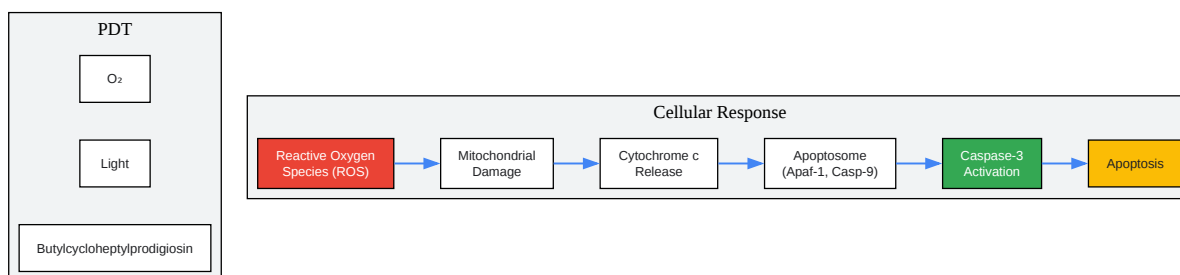 PDT
O₂
Light
Butylcycloheptylprodigiosin
Cellular Response
Reactive Oxygen
Species (ROS)
Mitochondrial
Damage
Cytochrome c
Release
Apoptosome
(Apaf-1, Casp-9)
Caspase-3
Activation
Apoptosis